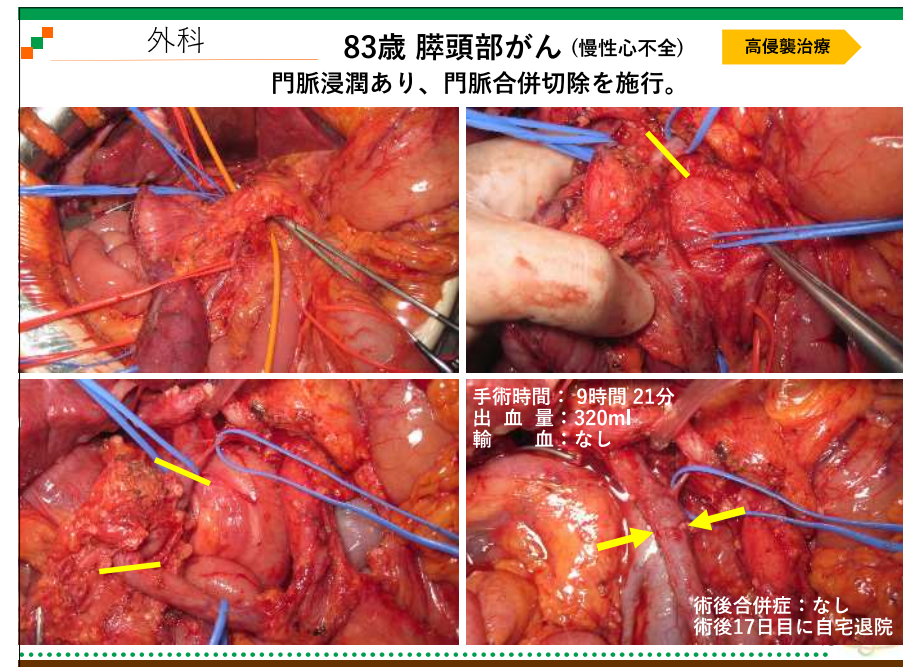 外科
83歳 膵頭部がん (慢性心不全)
高侵襲治療
門脈浸潤あり、門脈合併切除を施行。
手術時間： 9時間 21分
出 血 量：320ml
輸 血：なし
術後合併症：なし
術後17日目に自宅退院